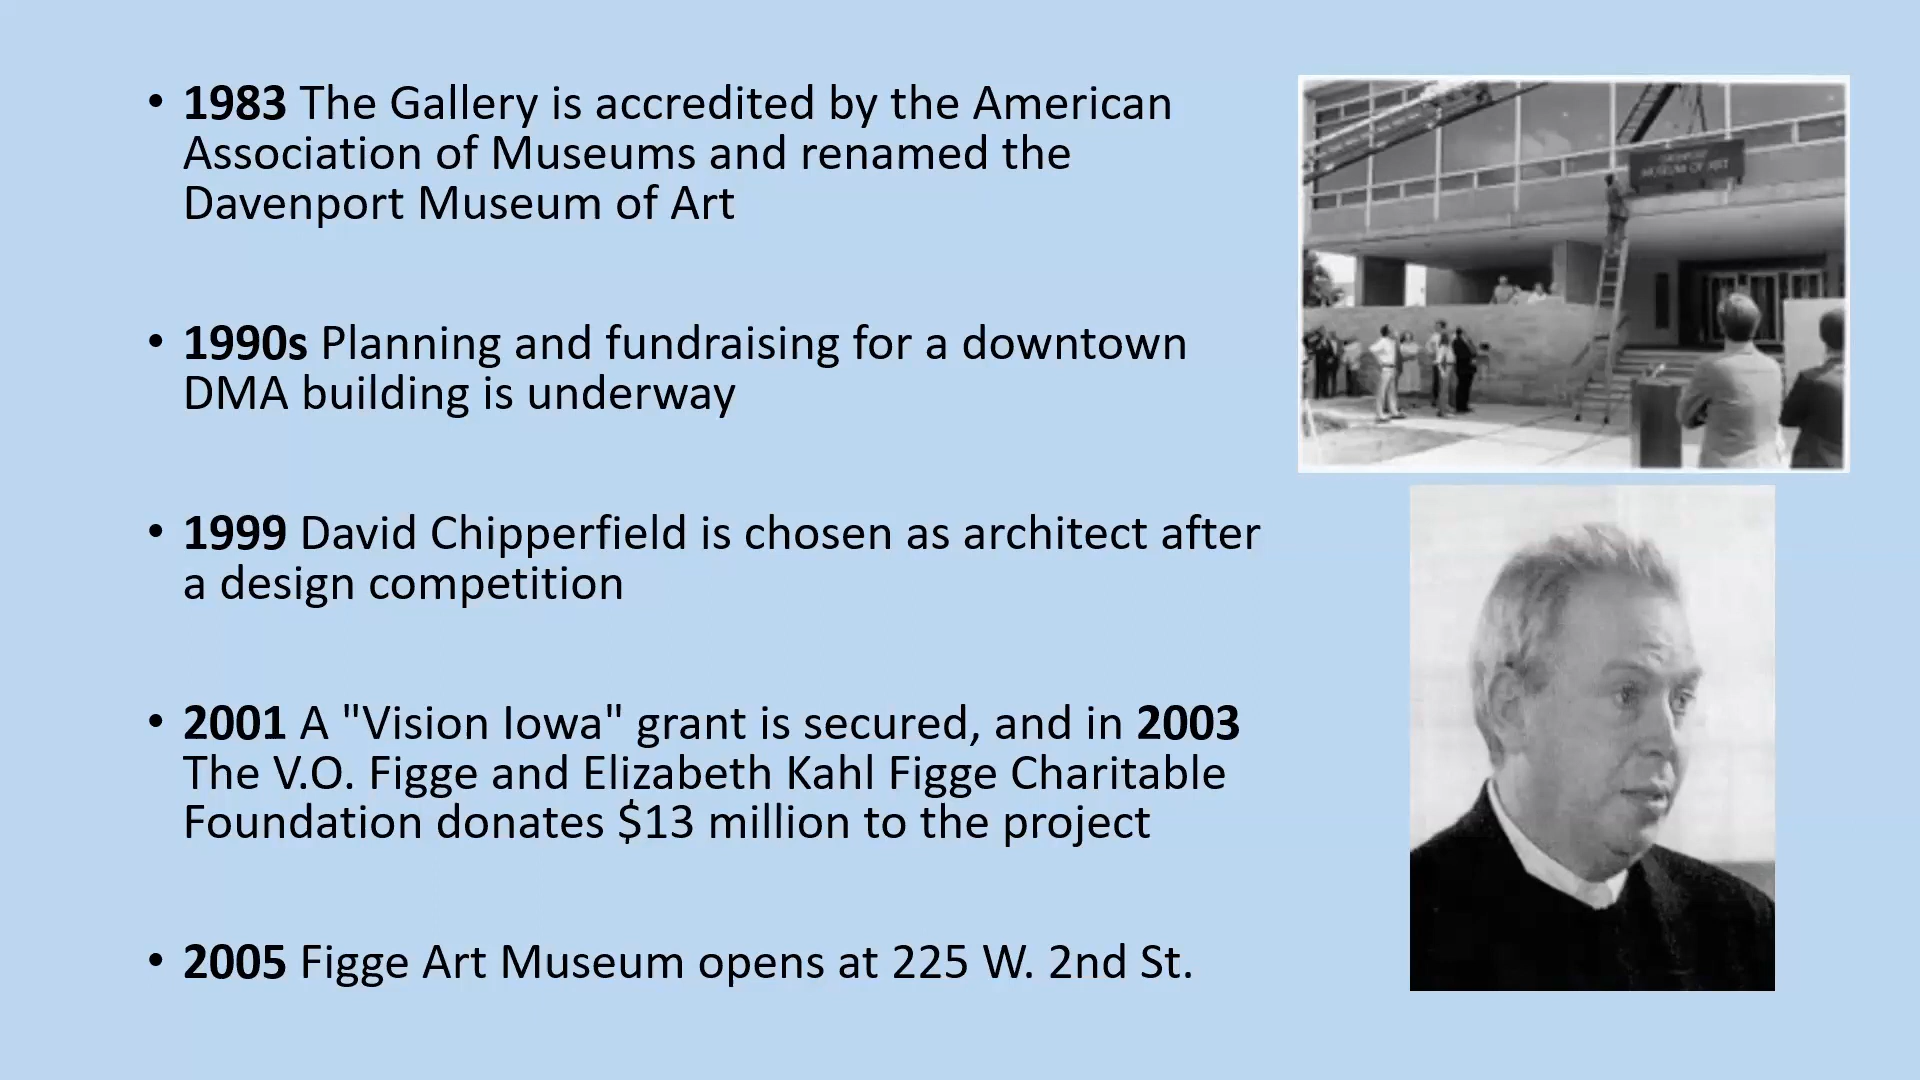 • 1983 The Gallery is accredited by the American
Association of Museums and renamed the
Davenport Museum of Art
• 1990s Planning and fundraising for a downtown
DMA building is underway
• 1999 David Chipperfield is chosen as architect after
a design competition
• 2001 A "Vision Iowa" grant is secured, and in 2003
The V.O. Figge and Elizabeth Kahl Figge Charitable
Foundation donates $13 million to the project
• 2005 Figge Art Museum opens at 225 W. 2nd St.
MUSEUM OF ART